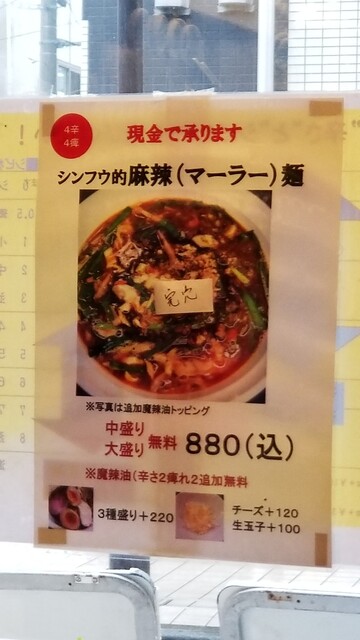 4辛
4痺
現金で承ります
シンフウ的麻辣(マーラー)麺
※写真は追加魔辣油トッピング
中盛り
大盛り
無料
880(込)
※魔辣油(辛さ2痺れ2追加無料
3種盛り+220
チーズ+120
生玉子+100